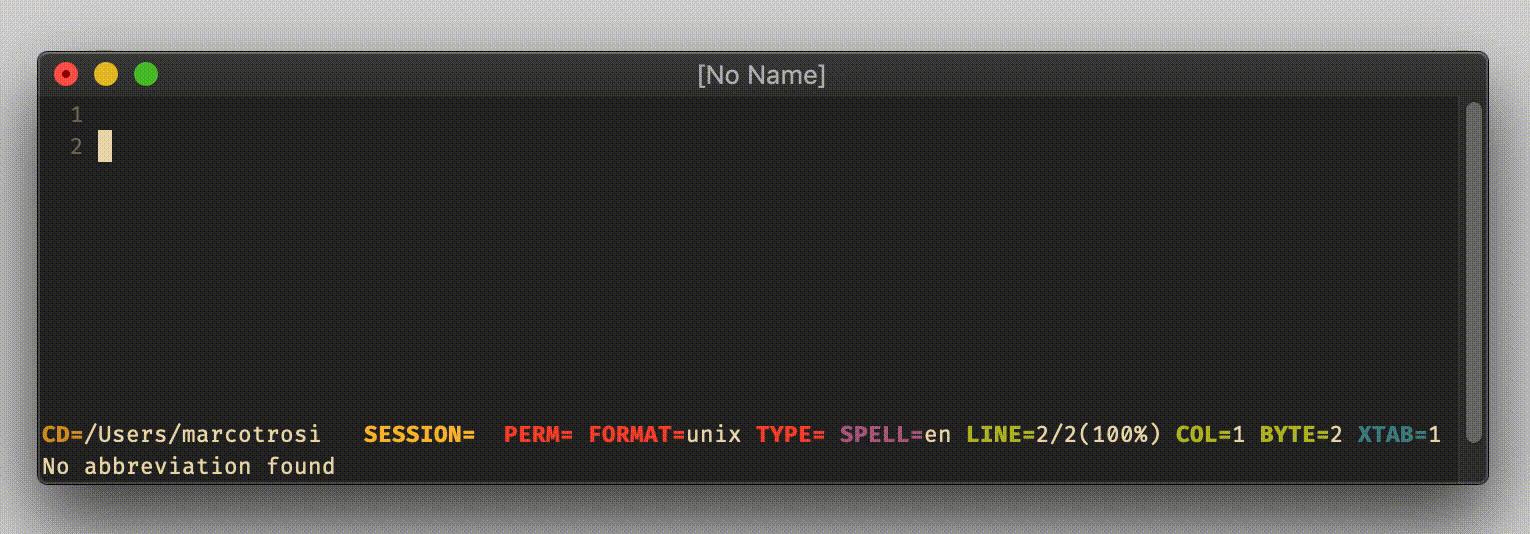 [No Name]
1
2
CD=/Users/marcotrosi   SESSION=  PERM= FORMAT=unix TYPE= SPELL=en LINE=2/2(100%) COL=1 BYTE=2 XTAB=1
No abbreviation found